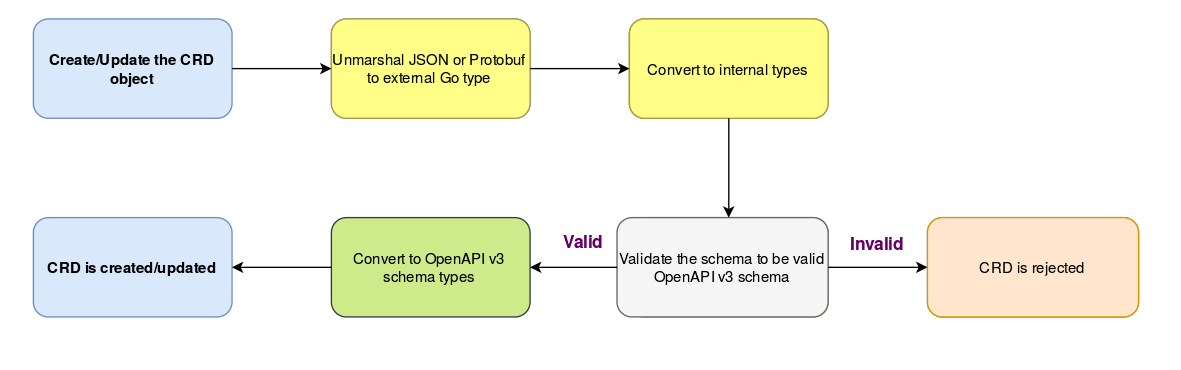 Create/Update the CRD
object
Unmarshal JSON or Protobuf
to external Go type
Convert to internal types
CRD is created/updated
Convert to OpenAPI v3
schema types
Valid
Validate the schema to be valid
OpenAPI v3 schema
Invalid
CRD is rejected